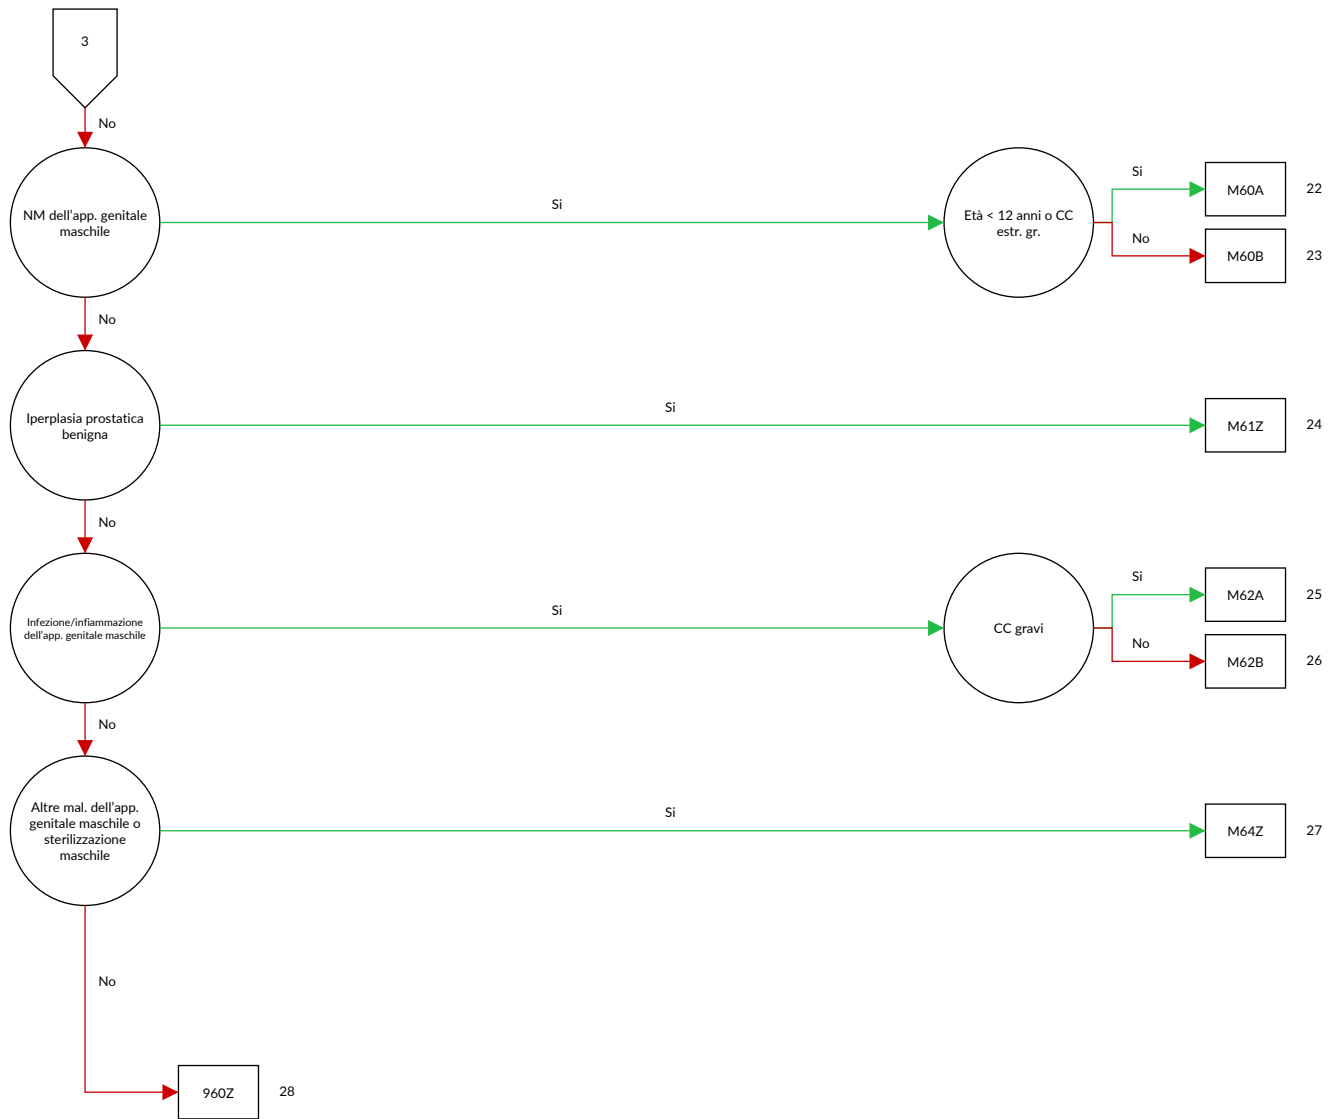 3
No
NM dell'app. genitale
maschile
Si
Età < 12 anni o CC
estr. gr.
Si
M60A
22
No
M60B
23
No
Iperplasia prostatica
benigna
Si
M61Z
24
No
Infezione/infiammazione
dell'app. genitale maschile
Si
CC gravi
Si
M62A
25
No
M62B
26
No
Altre mal. dell'app.
genitale maschile o
sterilizzazione
maschile
Si
M64Z
27
No
960Z
28